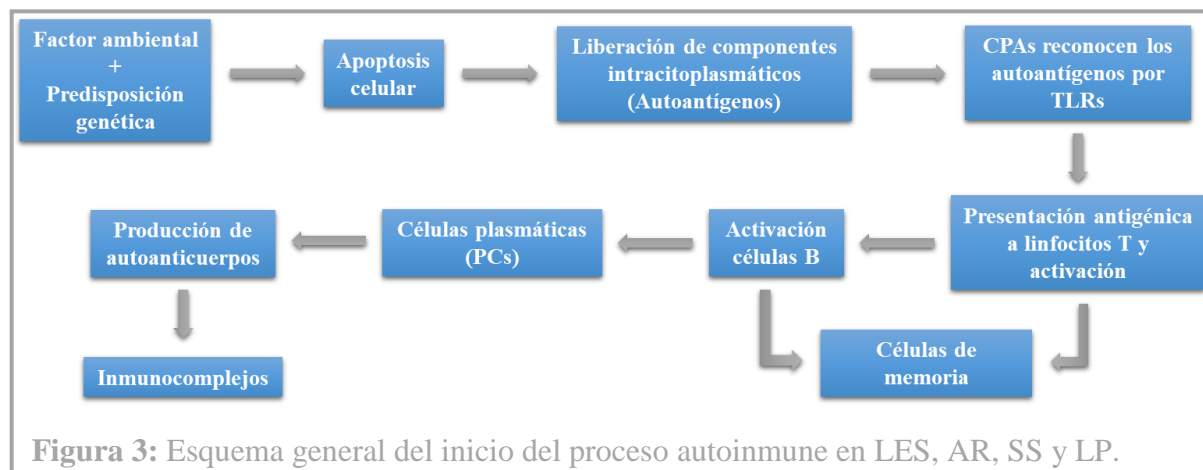 Factor ambiental
+
Predisposición
genética
Apoptosis
celular
Liberación de componentes
intracitoplasmáticos
(Autoantígenos)
CPAs reconocen los
autoantígenos por
TLRs
Presentación antigénica
a linfocitos T y
activación
Activación
células B
Células plasmáticas
(PCs)
Producción de
autoanticuerpos
Inmunocomplejos
Células de
memoria
Figura 3: Esquema general del inicio del proceso autoinmune en LES, AR, SS y LP.